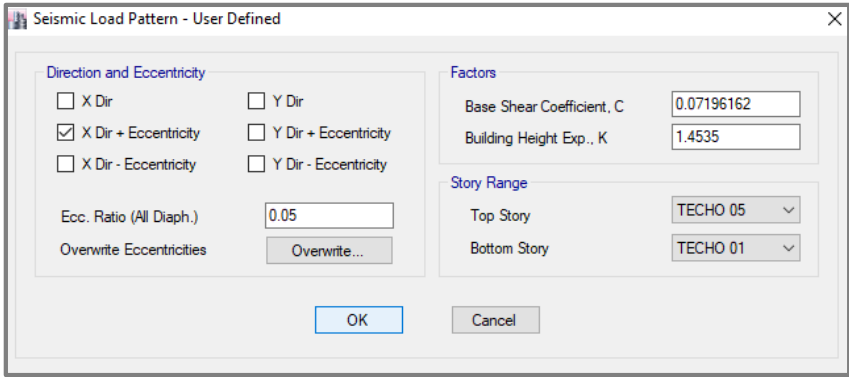 Seismic Load Pattern - User Defined
Direction and Eccentricity
X Dir
Y Dir
X Dir + Eccentricity
Y Dir + Eccentricity
X Dir - Eccentricity
Y Dir - Eccentricity
Ecc. Ratio (All Diaph.)
0.05
Overwrite Eccentricities
Overwrite...
Factors
Base Shear Coefficient, C
0.07196162
Building Height Exp., K
1.4535
Story Range
Top Story
TECHO 05
Bottom Story
TECHO 01
OK
Cancel